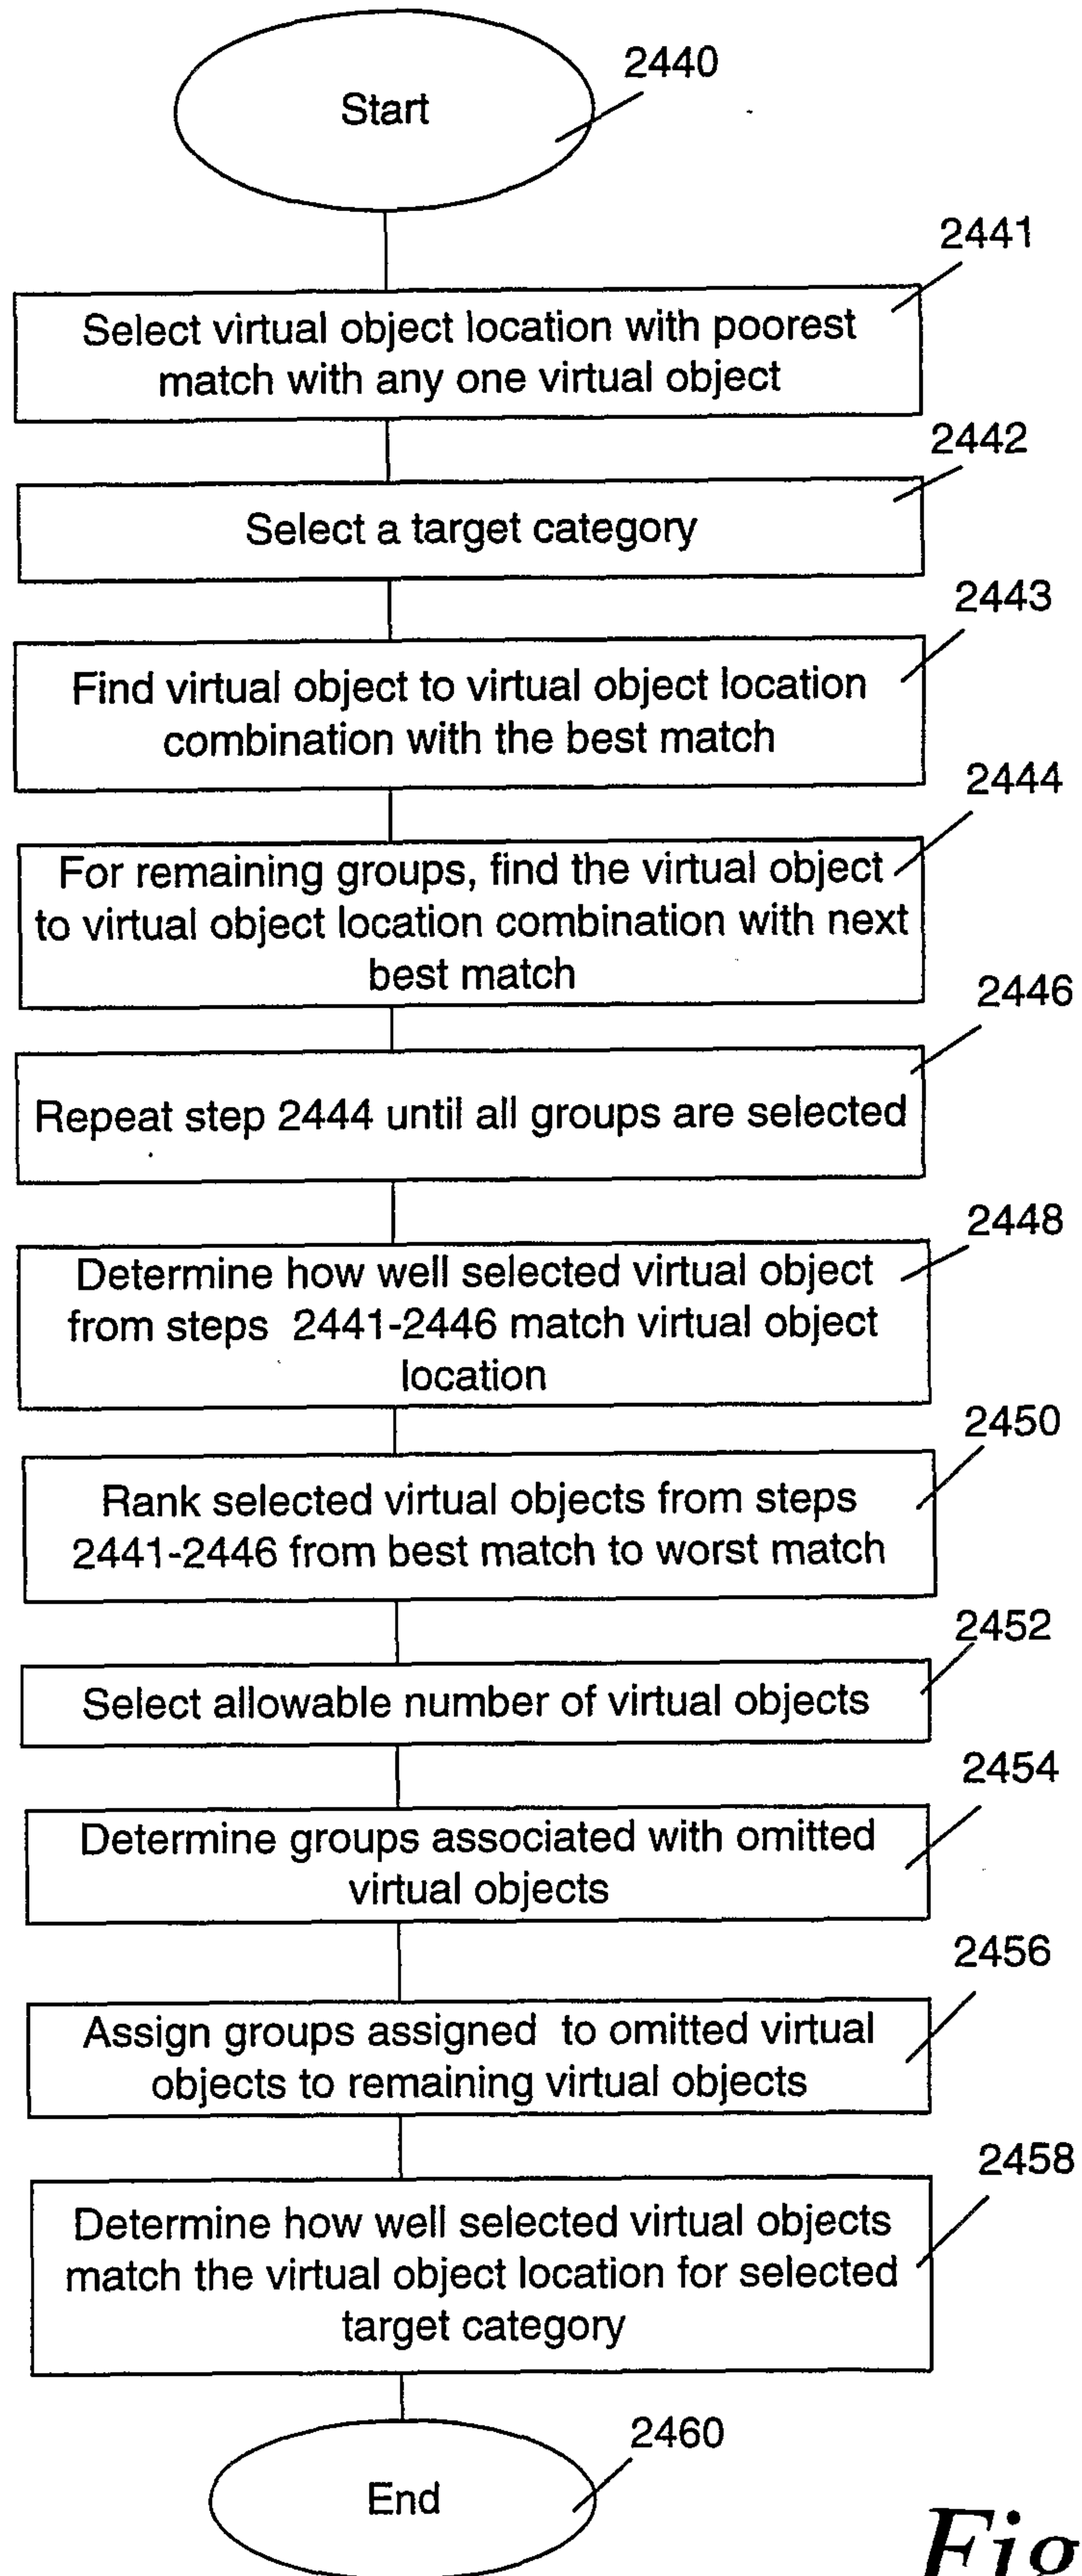 Start
2440
2441
Select virtual object location with poorest
match with any one virtual object
2442
Select a target category
2443
Find virtual object to virtual object location
combination with the best match
2444
For remaining groups, find the virtual object
to virtual object location combination with next
best match
2446
Repeat step 2444 until all groups are selected
2448
Determine how well selected virtual object
from steps 2441-2446 match virtual object
location
2450
Rank selected virtual objects from steps
2441-2446 from best match to worst match
2452
Select allowable number of virtual objects
2454
Determine groups associated with omitted
virtual objects
2456
Assign groups assigned to omitted virtual
objects to remaining virtual objects
2458
Determine how well selected virtual objects
match the virtual object location for selected
target category
2460
End
Fig